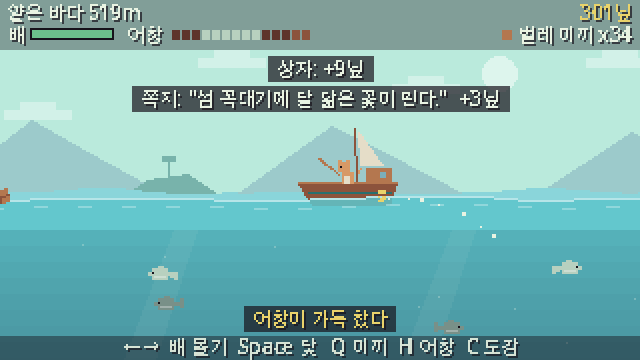 얕은 바다 519m
301닢
배 어창
벌레 미끼 x34
상자: +9닢
쪽지: "섬 꼭대기에 달 닮은 꽃이 핀다." +3닢
어창이 가득 찼다
←→ 배 몰기 Space 닻 Q 미끼 H 어창 C 도감